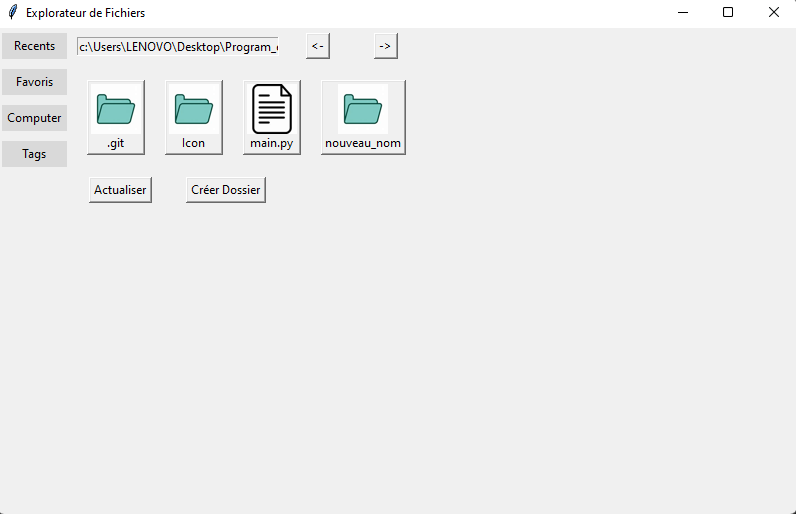 Explorateur de Fichiers
Recents
c:\Users\LENOVO\Desktop\Program_
<-
->
Favoris
Computer
Tags
.git
Icon
main.py
nouveau_nom
Actualiser
Créer Dossier